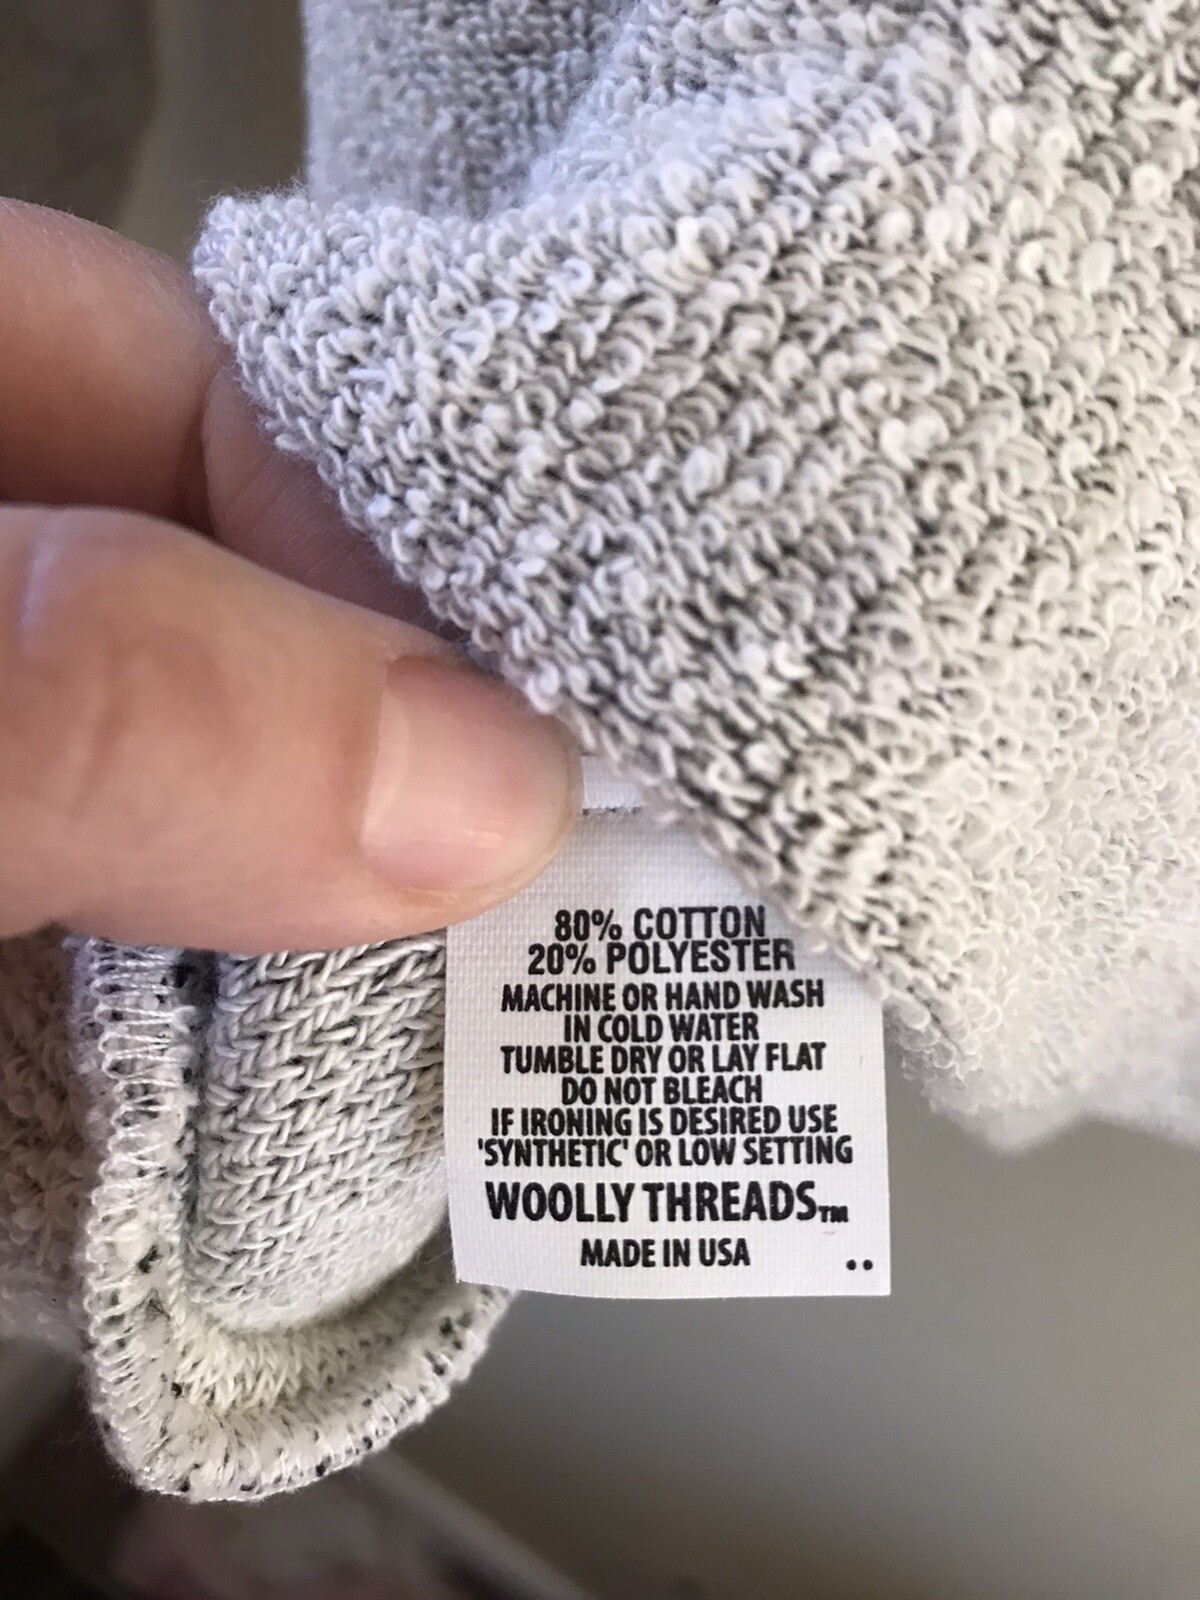 80% COTTON
20% POLYESTER
MACHINE OR HAND WASH
IN COLD WATER
TUMBLE DRY OR LAY FLAT
DO NOT BLEACH
IF IRONING IS DESIRED USE
'SYNTHETIC' OR LOW SETTING
WOOLLY THREADS™
MADE IN USA